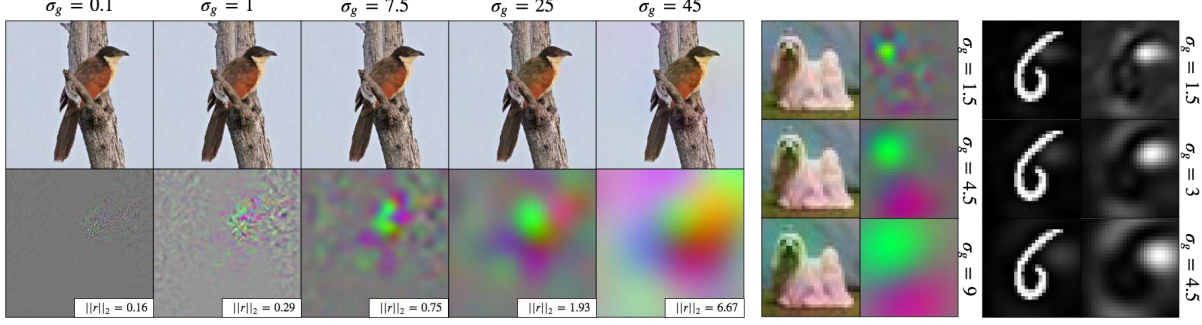 σg = 0.1 σg = 1 σg = 7.5 σg = 25 σg = 45
||r||2 = 0.16 ||r||2 = 0.29 ||r||2 = 0.75 ||r||2 = 1.93 ||r||2 = 6.67
σg = 1.5
σg = 4.5
σg = 9
σg = 1.5
σg = 3
σg = 4.5